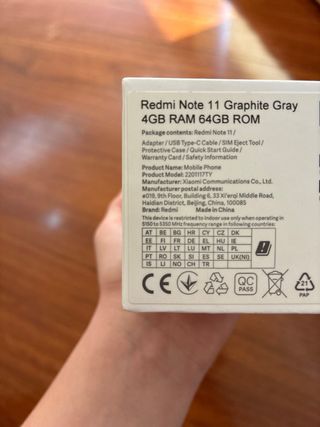 Redmi Note 11 Graphite Gray
4GB RAM 64GB ROM
Package contents: Redmi Note 11 /
Adapter / USB Type-C Cable / SIM Eject Tool /
Protective Case / Quick Start Guide /
Warranty Card / Safety Information
Product Name: Mobile Phone
Product Model: 2201117TY
Manufacturer: Xiaomi Communications Co., Ltd.
Manufacturer postal address:
#019, 9th Floor, Building 6, 33 Xi'erqi Middle Road,
Haidian District, Beijing, China, 100085
Brand: Redmi Made in China
This device is restricted to indoor use only when operating in
5150 to 5350 MHz frequency range in following countries:
AT BE BG HR CY CZ DK
EE FI FR DE EL HU IE
IT LV LT LU MT NL PL
PT RO SK SI ES SE UK(NI)
IS LI NO CH TR
CE
QC
PASS
21
PAP